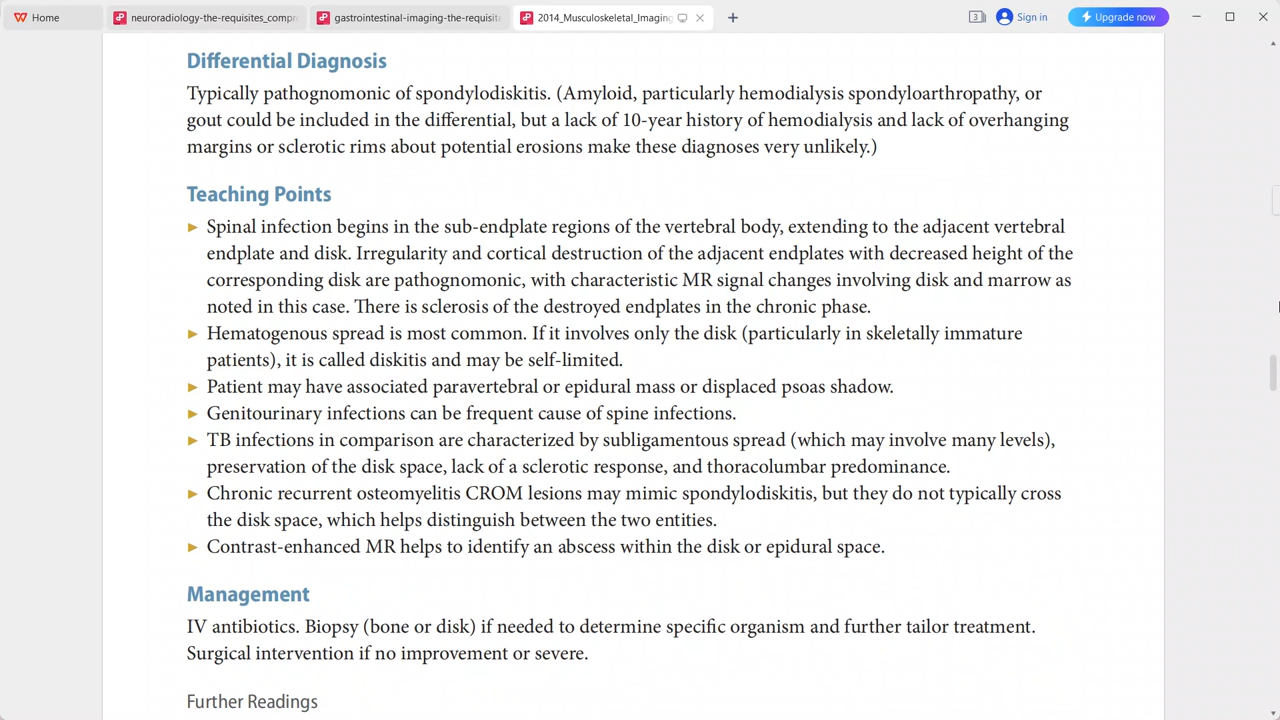 Home
neuroradiology-the-requisites_compre
gastrointestinal-imaging-the-requisite
2014_Musculoskeletal_Imaging
3
Sign in
Upgrade now
Differential Diagnosis
Typically pathognomonic of spondylodiskitis. (Amyloid, particularly hemodialysis spondyloarthropathy, or
gout could be included in the differential, but a lack of 10-year history of hemodialysis and lack of overhanging
margins or sclerotic rims about potential erosions make these diagnoses very unlikely.)
Teaching Points
► Spinal infection begins in the sub-endplate regions of the vertebral body, extending to the adjacent vertebral
endplate and disk. Irregularity and cortical destruction of the adjacent endplates with decreased height of the
corresponding disk are pathognomonic, with characteristic MR signal changes involving disk and marrow as
noted in this case. There is sclerosis of the destroyed endplates in the chronic phase.
► Hematogenous spread is most common. If it involves only the disk (particularly in skeletally immature
patients), it is called diskitis and may be self-limited.
► Patient may have associated paravertebral or epidural mass or displaced psoas shadow.
► Genitourinary infections can be frequent cause of spine infections.
► TB infections in comparison are characterized by subligamentous spread (which may involve many levels),
preservation of the disk space, lack of a sclerotic response, and thoracolumbar predominance.
► Chronic recurrent osteomyelitis CROM lesions may mimic spondylodiskitis, but they do not typically cross
the disk space, which helps distinguish between the two entities.
► Contrast-enhanced MR helps to identify an abscess within the disk or epidural space.
Management
IV antibiotics. Biopsy (bone or disk) if needed to determine specific organism and further tailor treatment.
Surgical intervention if no improvement or severe.
Further Readings